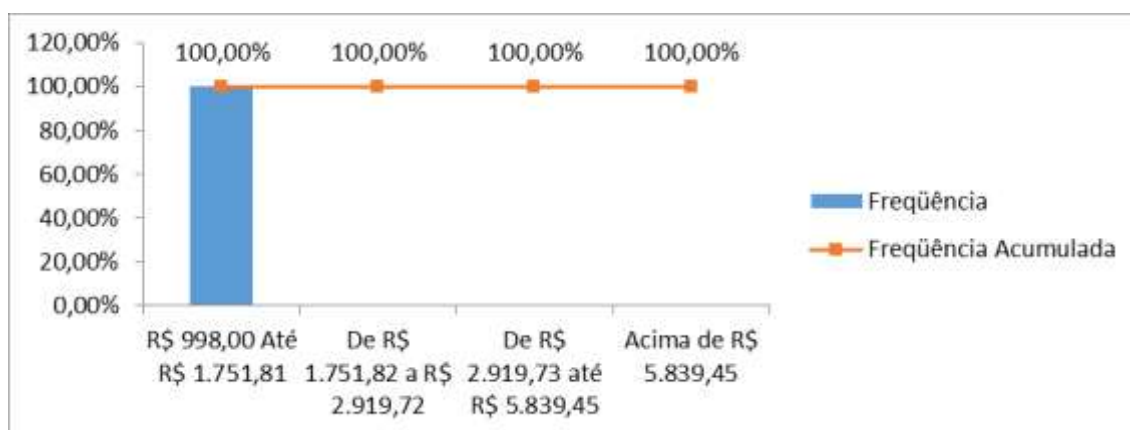 120,00%
100,00%
80,00%
60,00%
40,00%
20,00%
0,00%
100,00% 100,00% 100,00% 100,00%
R$ 998,00 Até
R$ 1.751,81
De R$
1.751,82 a R$
2.919,72
De R$
2.919,73 até
R$ 5.839,45
Acima de R$
5.839,45
Freqüência
Freqüência Acumulada